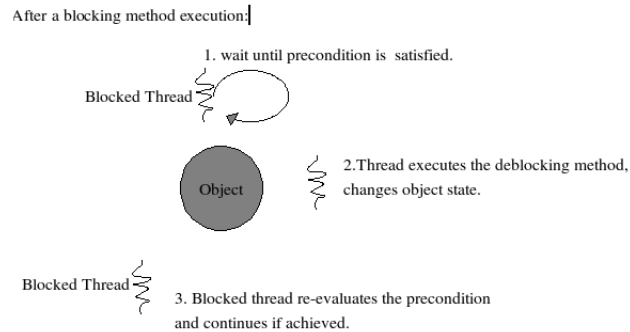 After a blocking method execution:
1. wait until precondition is satisfied.
Blocked Thread
2.Thread executes the deblocking method,
changes object state.
Object
Blocked Thread
3. Blocked thread re-evaluates the precondition
and continues if achieved.